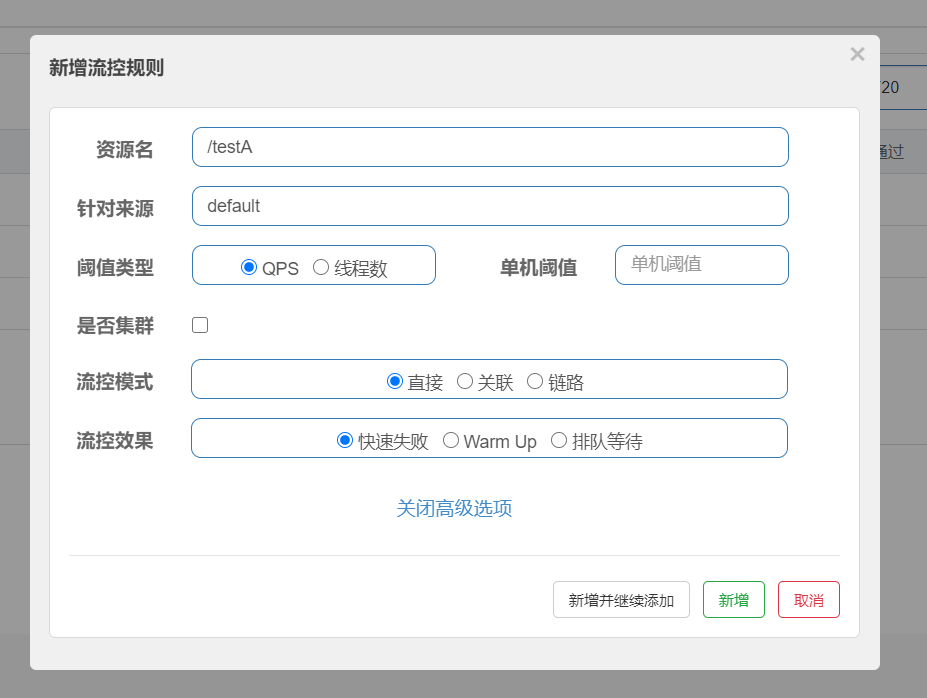 新增流控规则
×
20
资源名 /testA
通过
针对来源 default
阈值类型 QPS 线程数 单机阈值 单机阈值
是否集群
流控模式 直接 关联 链路
流控效果 快速失败 Warm Up 排队等待
关闭高级选项
新增并继续添加 新增 取消